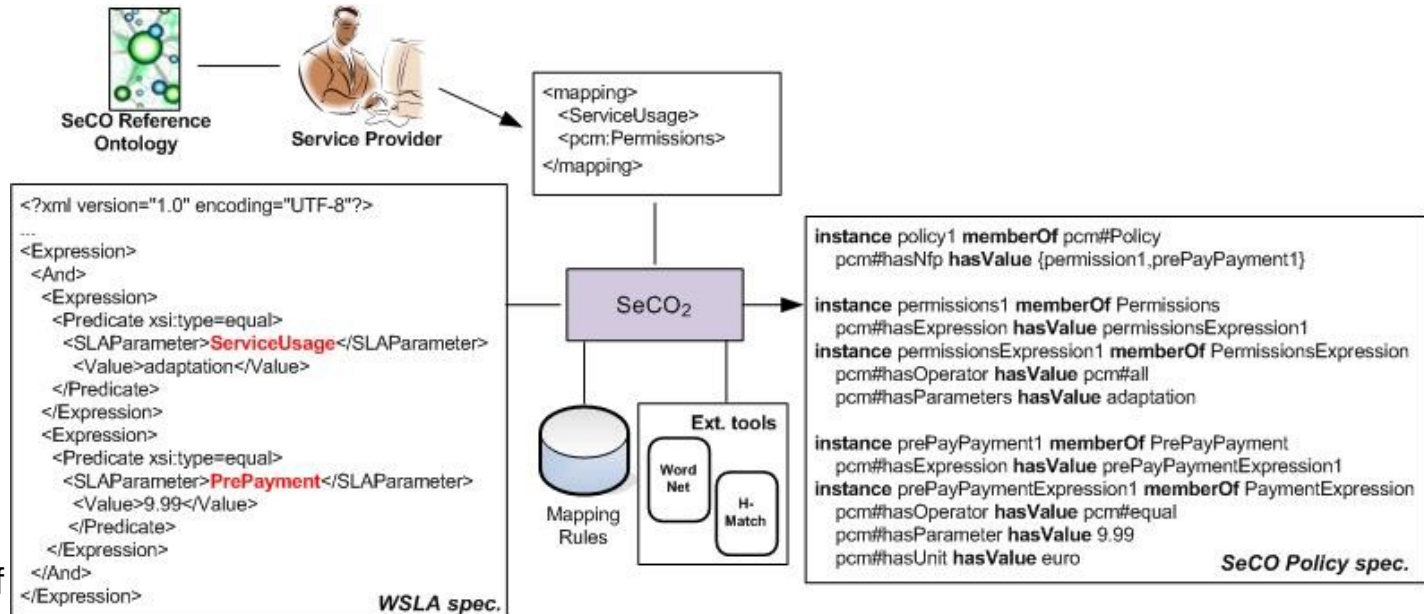 SeCO Reference
Ontology
Service Provider
<mapping>
<ServiceUsage>
<pcm:Permissions>
</mapping>
<?xml version="1.0" encoding="UTF-8"?>
...
<Expression>
<And>
<Expression>
<Predicate xsi:type=equal>
<SLAParameter>ServiceUsage</SLAParameter>
<Value>adaptation</Value>
</Predicate>
</Expression>
<Expression>
<Predicate xsi:type=equal>
<SLAParameter>PrePayment</SLAParameter>
<Value>9.99</Value>
</Predicate>
</Expression>
</And>
</Expression>
WSLA spec.
f
SeCO2
Mapping
Rules
Ext. tools
Word
Net
H-
Match
instance policy1 memberOf pcm#Policy
pcm#hasNfp hasValue {permission1,prePayPayment1}
instance permissions1 memberOf Permissions
pcm#hasExpression hasValue permissionsExpression1
instance permissionsExpression1 memberOf PermissionsExpression
pcm#hasOperator hasValue pcm#all
pcm#hasParameters hasValue adaptation
instance prePayPayment1 memberOf PrePayPayment
pcm#hasExpression hasValue prePayPaymentExpression1
instance prePayPaymentExpression1 memberOf PaymentExpression
pcm#hasOperator hasValue pcm#equal
pcm#hasParameter hasValue 9.99
pcm#hasUnit hasValue euro
SeCO Policy spec.